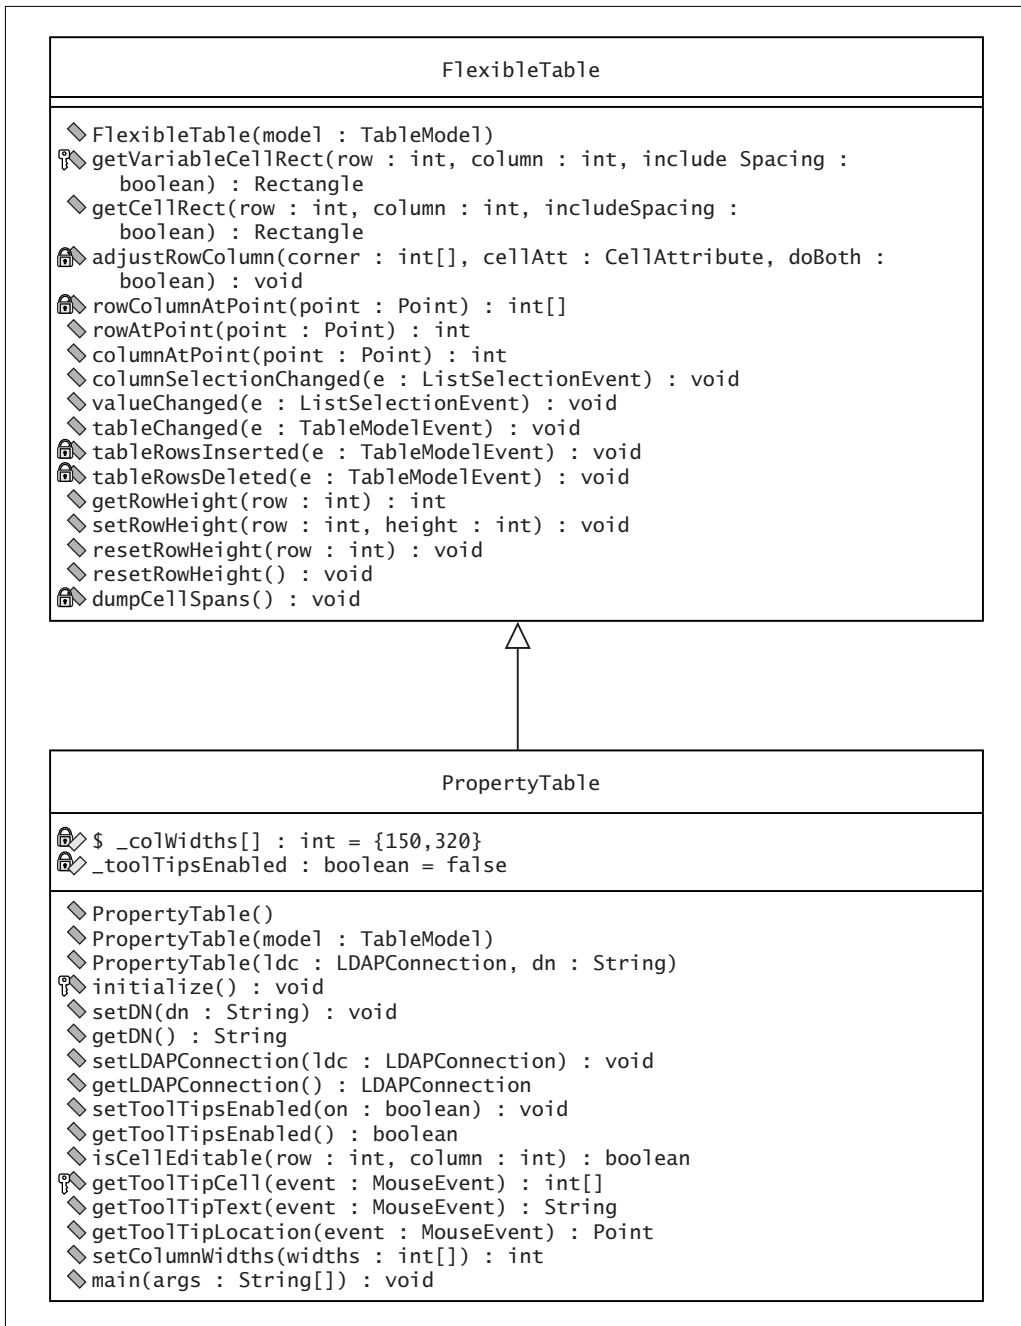 FlexibleTable
FlexibleTable(model : TableModel)
getVariableCellRect(row : int, column : int, include Spacing :
boolean) : Rectangle
getCellRect(row : int, column : int, includeSpacing :
boolean) : Rectangle
adjustRowColumn(corner : int[], cellAtt : CellAttribute, doBoth :
boolean) : void
rowColumnAtPoint(point : Point) : int[]
rowAtPoint(point : Point) : int
columnAtPoint(point : Point) : int
columnSelectionChanged(e : ListSelectionEvent) : void
valueChanged(e : ListSelectionEvent) : void
tableChanged(e : TableModelEvent) : void
tableRowsInserted(e : TableModelEvent) : void
tableRowsDeleted(e : TableModelEvent) : void
getRowHeight(row : int) : int
setRowHeight(row : int, height : int) : void
resetRowHeight(row : int) : void
resetRowHeight() : void
dumpCellSpans() : void
PropertyTable
$ _colWidths[] : int = {150,320}
_toolTipsEnabled : boolean = false
PropertyTable()
PropertyTable(model : TableModel)
PropertyTable(ldc : LDAPConnection, dn : String)
initialize() : void
setDN(dn : String) : void
getDN() : String
setLDAPConnection(ldc : LDAPConnection) : void
getLDAPConnection() : LDAPConnection
setToolTipsEnabled(on : boolean) : void
getToolTipsEnabled() : boolean
isCellEditable(row : int, column : int) : boolean
getToolTipCell(event : MouseEvent) : int[]
getToolTipText(event : MouseEvent) : String
getToolTipLocation(event : MouseEvent) : Point
setColumnWidths(widths : int[]) : int
main(args : String[]) : void